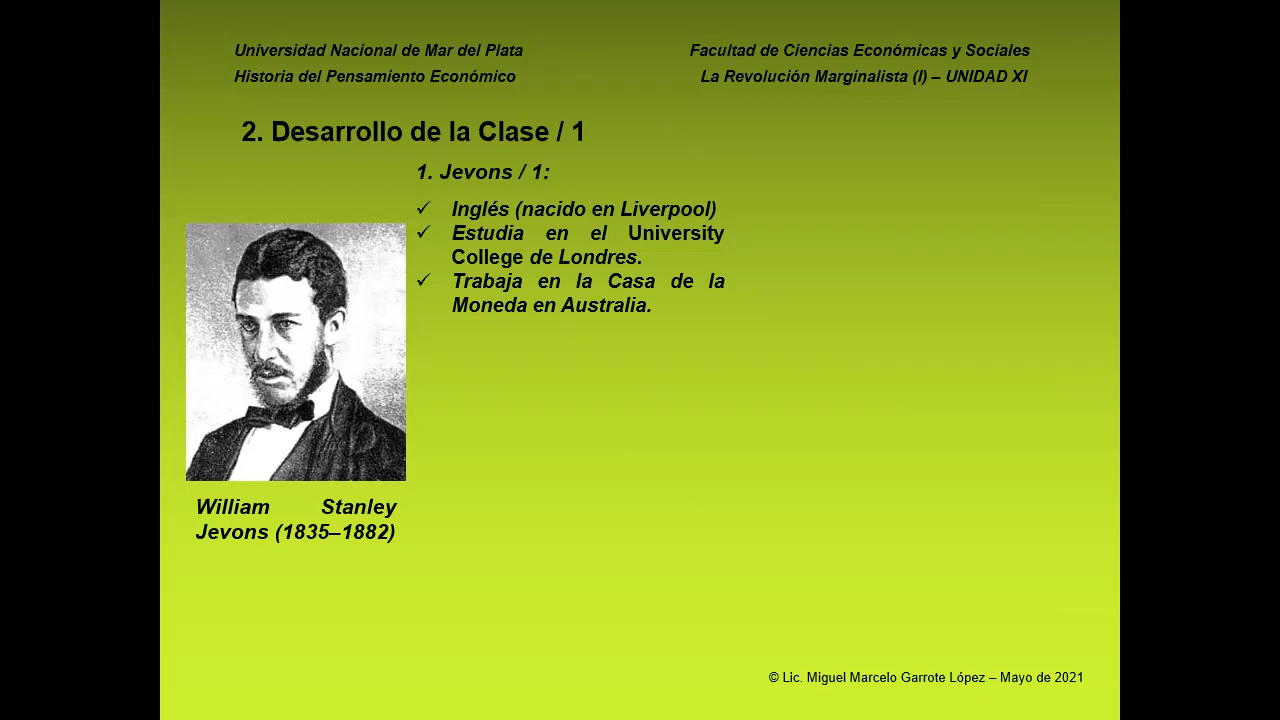 Universidad Nacional de Mar del Plata
Facultad de Ciencias Económicas y Sociales
Historia del Pensamiento Económico
La Revolución Marginalista (I) – UNIDAD XI
2. Desarrollo de la Clase / 1
1. Jevons / 1:
✓ Inglés (nacido en Liverpool)
✓ Estudia en el University
College de Londres.
✓ Trabaja en la Casa de la
Moneda en Australia.
William Stanley
Jevons (1835–1882)
© Lic. Miguel Marcelo Garrote López – Mayo de 2021